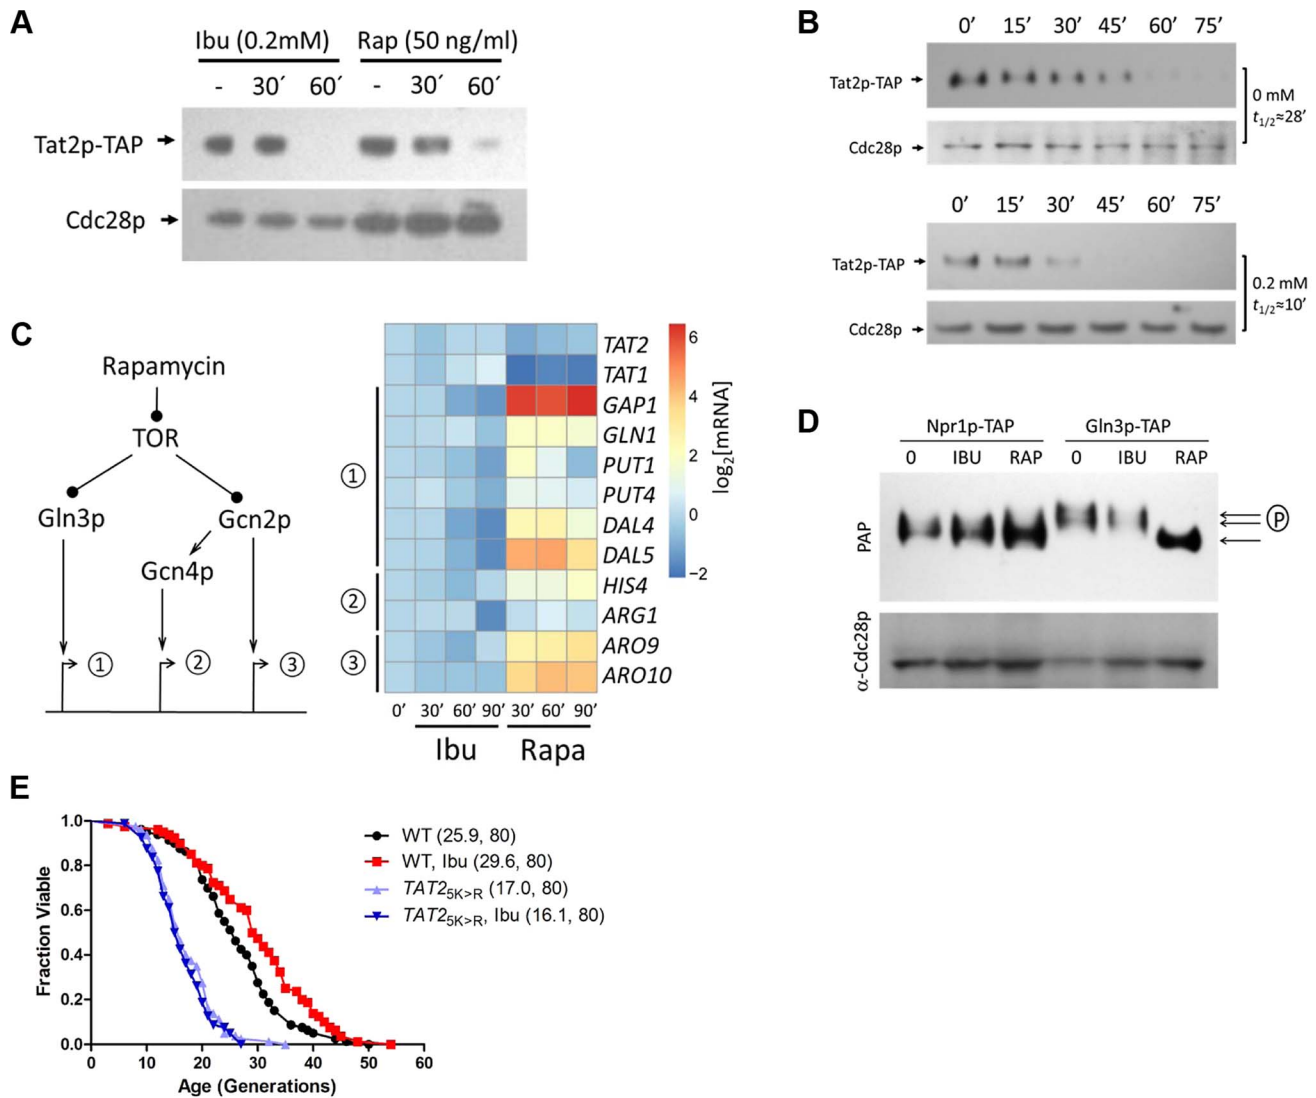 A
Ibu (0.2mM) Rap (50 ng/ml)
- 30′ 60′ - 30′ 60′
Tat2p-TAP
Cdc28p
B
0′ 15′ 30′ 45′ 60′ 75′
Tat2p-TAP
Cdc28p
0 mM
t1/2≈28′
0′ 15′ 30′ 45′ 60′ 75′
Tat2p-TAP
Cdc28p
0.2 mM
t1/2≈10′
C
Rapamycin
TOR
Gln3p Gcn2p
Gcn4p
① ② ③
①
②
③
TAT2
TAT1
GAP1
GLN1
PUT1
PUT4
DAL4
DAL5
HIS4
ARG1
ARO9
ARO10
0′ 30′ 60′ 90′ 30′ 60′ 90′
Ibu Rapa
6
4
2
0
−2
log2[mRNA]
D
Npr1p-TAP Gln3p-TAP
0 IBU RAP 0 IBU RAP
PAP
P
α-Cdc28p
E
1.0
0.8
0.6
0.4
0.2
0.0
Fraction Viable
0 10 20 30 40 50 60
Age (Generations)
WT (25.9, 80)
WT, Ibu (29.6, 80)
TAT25K>R (17.0, 80)
TAT25K>R, Ibu (16.1, 80)